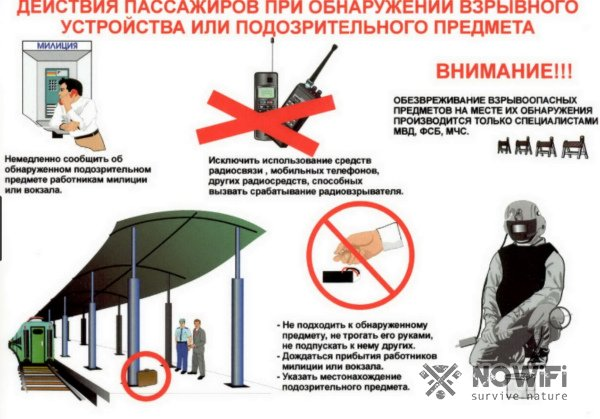 ДЕЙСТВИЯ ПАССАЖИРОВ ПРИ ОБНАРУЖЕНИИ ВЗРЫВНОГО
УСТРОЙСТВА ИЛИ ПОДОЗРИТЕЛЬНОГО ПРЕДМЕТА
МИЛИЦИЯ
Немедленно сообщить об
обнаруженном подозрительном
предмете работникам милиции
или вокзала.
Исключить использование средств
радиосвязи , мобильных телефонов,
других радиосредств, способных
вызвать срабатывание радиовзрывателя.
ВНИМАНИЕ!!!
ОБЕЗВРЕЖИВАНИЕ ВЗРЫВООПАСНЫХ
ПРЕДМЕТОВ НА МЕСТЕ ИХ ОБНАРУЖЕНИЯ
ПРОИЗВОДИТСЯ ТОЛЬКО СПЕЦИАЛИСТАМИ
МВД, ФСБ, МЧС.
- Не подходить к обнаруженному
предмету, не трогать его руками,
не подпускать к нему других.
- Дождаться прибытия работников
милиции или вокзала.
- Указать местонахождение
подозрительного предмета.
NOWiFi
survive nature